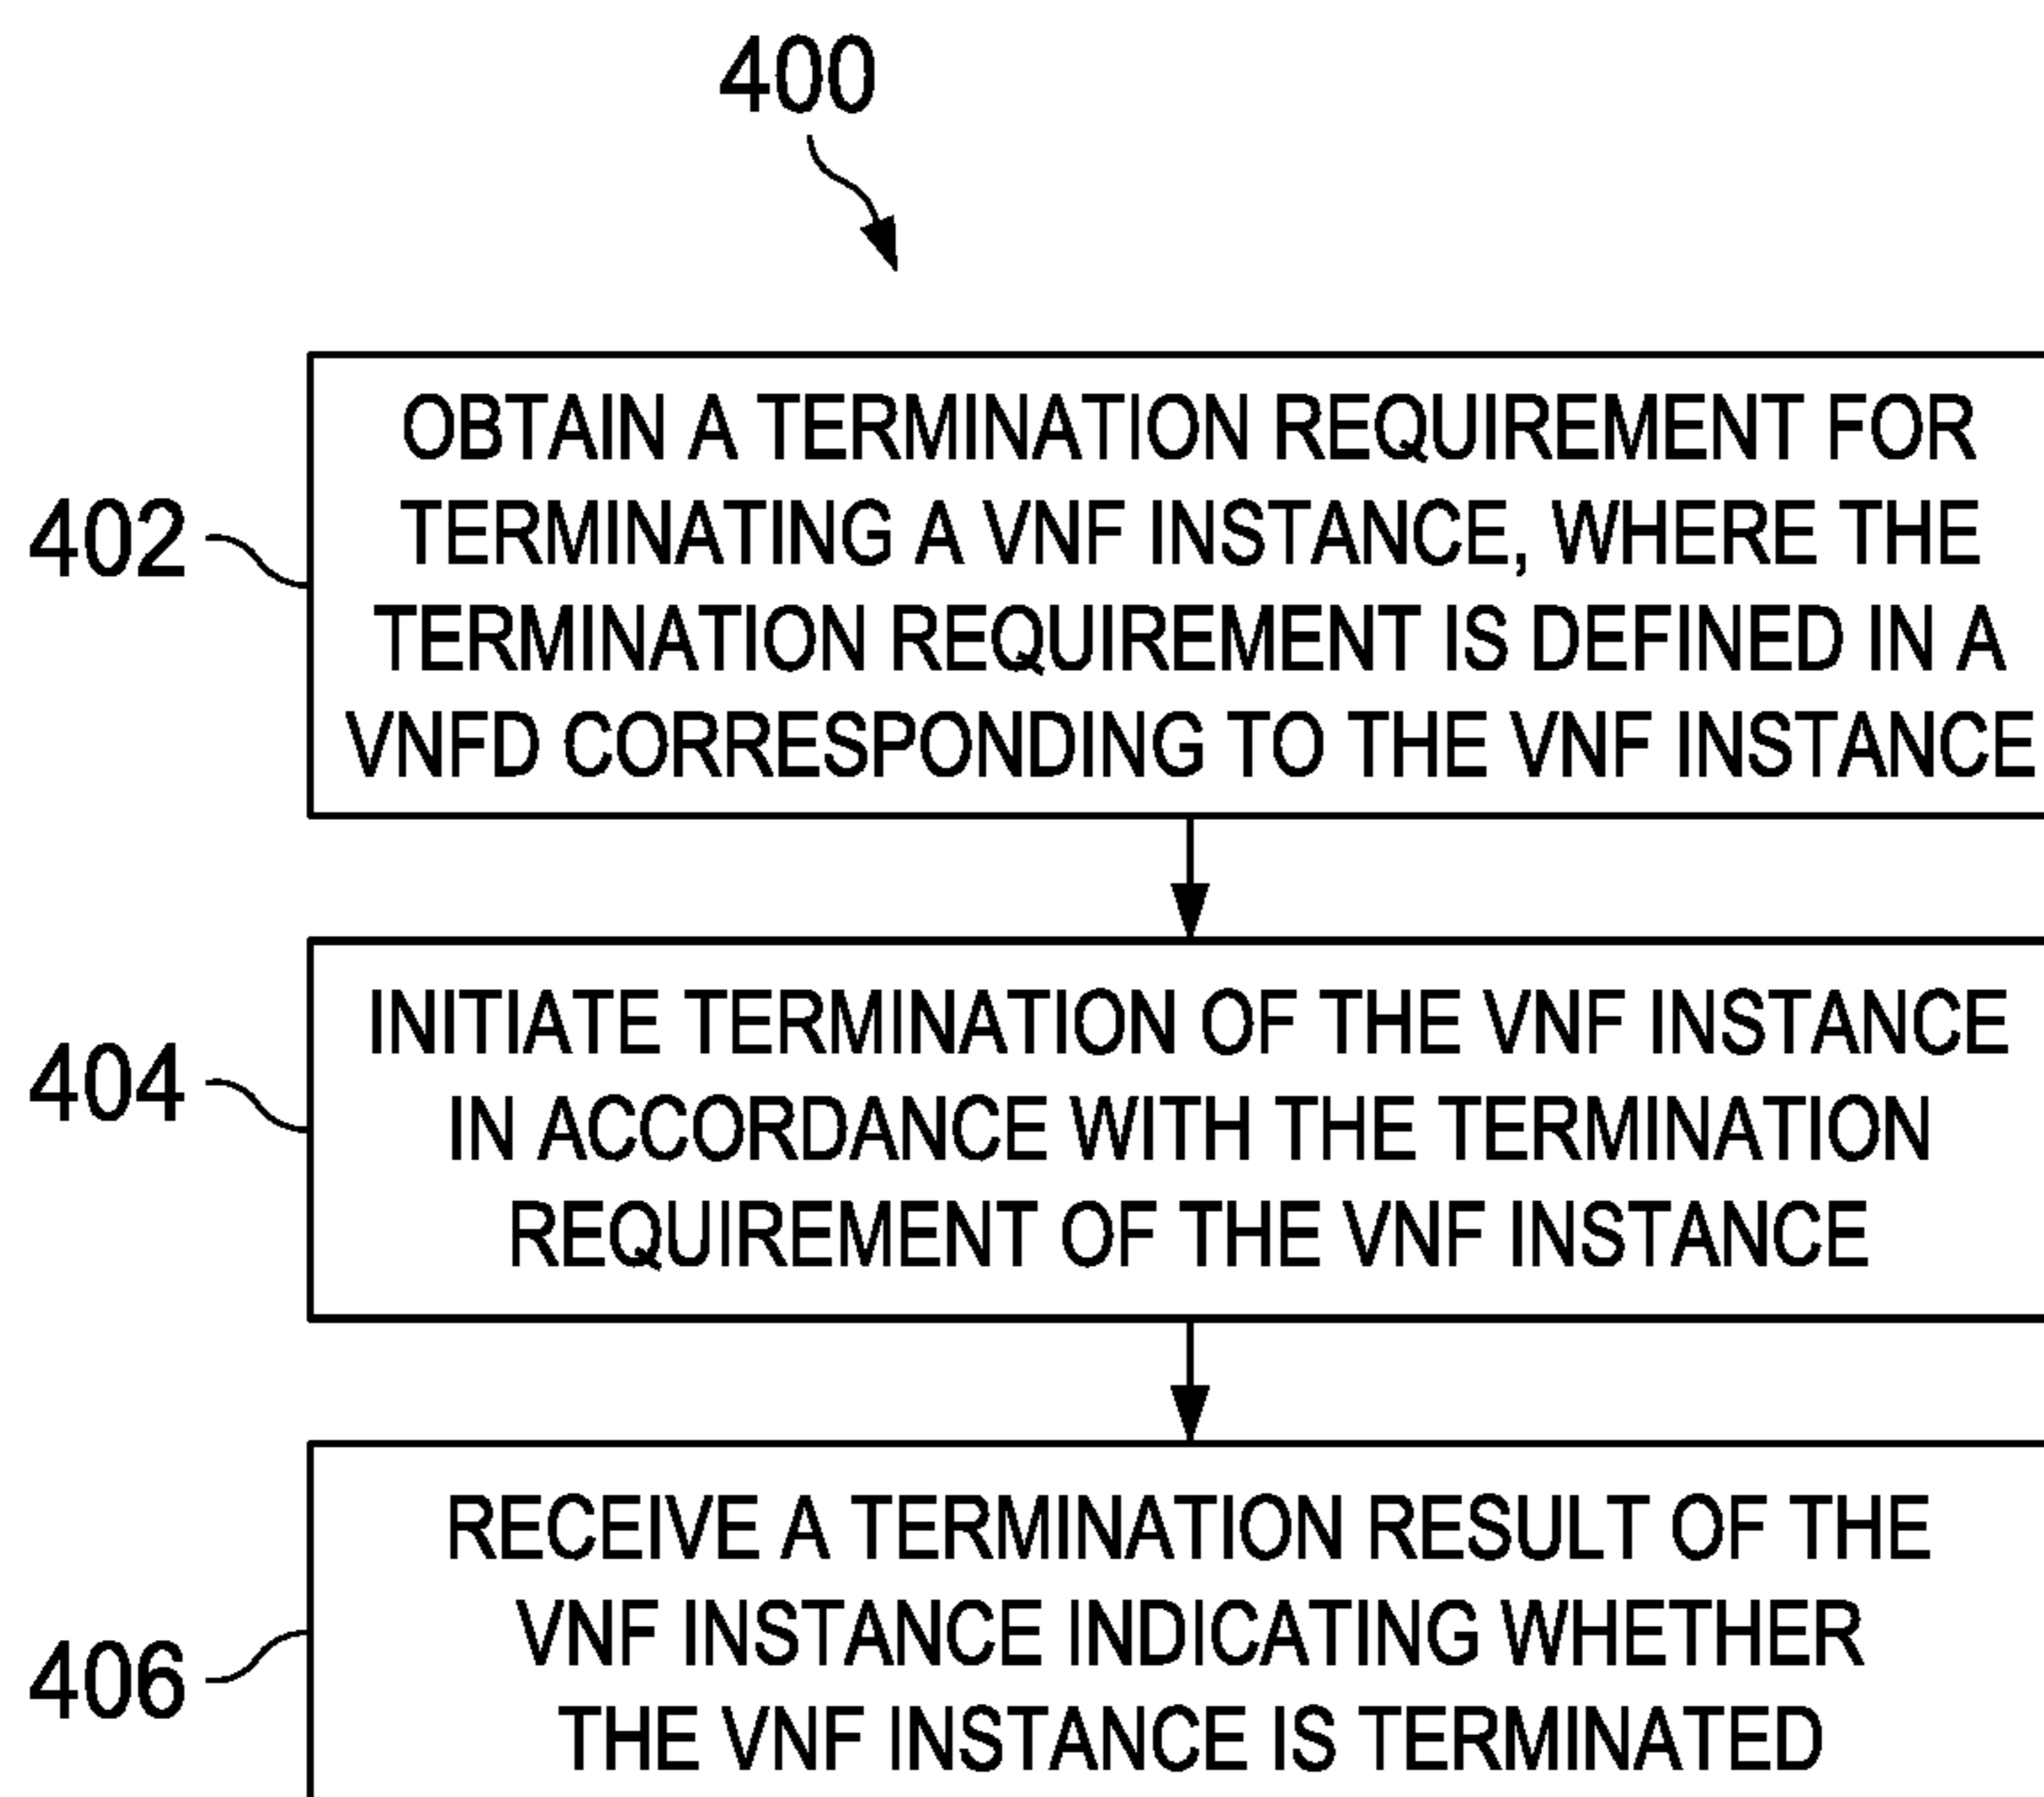 400
402
OBTAIN A TERMINATION REQUIREMENT FOR
TERMINATING A VNF INSTANCE, WHERE THE
TERMINATION REQUIREMENT IS DEFINED IN A
VNFD CORRESPONDING TO THE VNF INSTANCE
404
INITIATE TERMINATION OF THE VNF INSTANCE
IN ACCORDANCE WITH THE TERMINATION
REQUIREMENT OF THE VNF INSTANCE
406
RECEIVE A TERMINATION RESULT OF THE
VNF INSTANCE INDICATING WHETHER
THE VNF INSTANCE IS TERMINATED